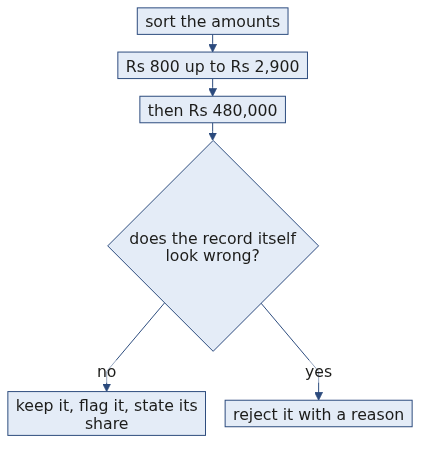 sort the amounts
Rs 800 up to Rs 2,900
then Rs 480,000
does the record itself
look wrong?
no
yes
keep it, flag it, state its
share
reject it with a reason